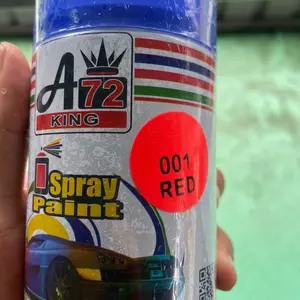 A72
KING
001
RED
Spray
Paint